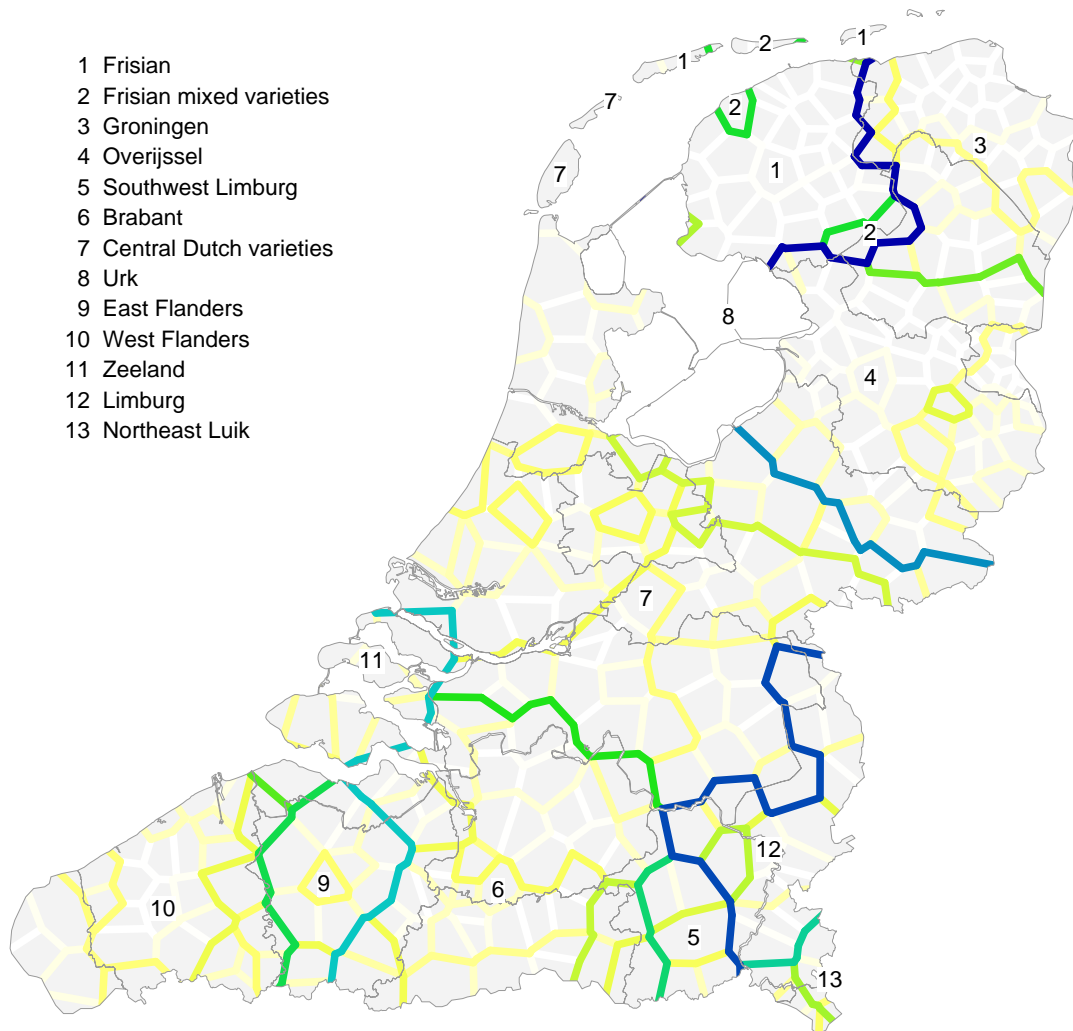 1 Frisian
2 Frisian mixed varieties
3 Groningen
4 Overijssel
5 Southwest Limburg
6 Brabant
7 Central Dutch varieties
8 Urk
9 East Flanders
10 West Flanders
11 Zeeland
12 Limburg
13 Northeast Luik
1
2
1
7
2
3
1
7
2
8
4
7
11
12
9
6
10
5
13